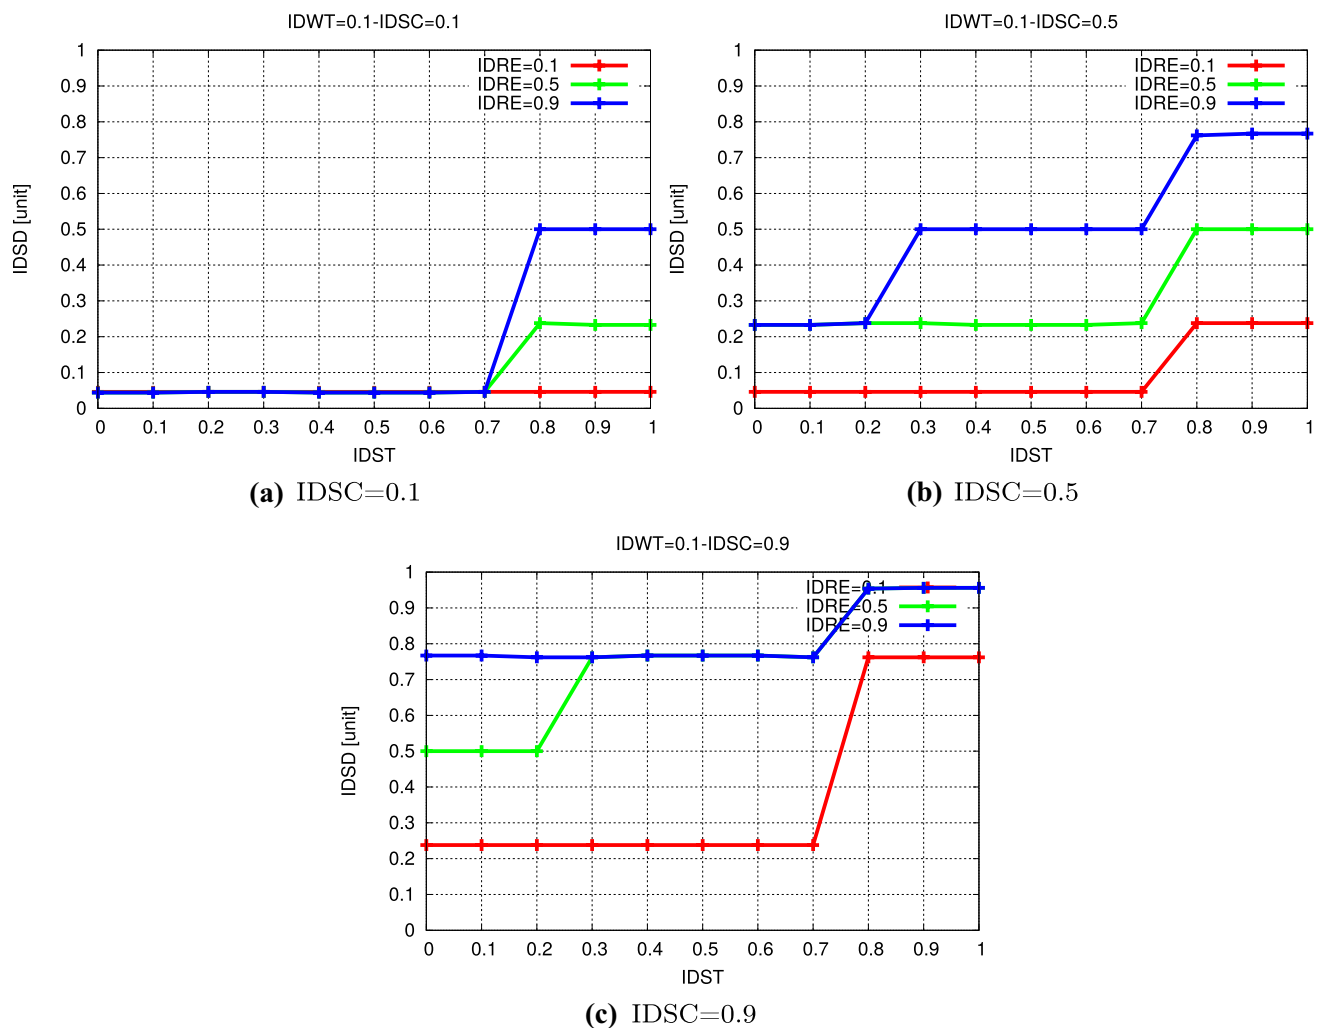 IDWT=0.1-IDSC=0.1
1
0.9
0.8
0.7
0.6
0.5
0.4
0.3
0.2
0.1
0
IDSD [unit]
IDRE=0.1
IDRE=0.5
IDRE=0.9
0 0.1 0.2 0.3 0.4 0.5 0.6 0.7 0.8 0.9 1
IDST
(a) IDSC=0.1
IDWT=0.1-IDSC=0.5
1
0.9
0.8
0.7
0.6
0.5
0.4
0.3
0.2
0.1
0
IDSD [unit]
IDRE=0.1
IDRE=0.5
IDRE=0.9
0 0.1 0.2 0.3 0.4 0.5 0.6 0.7 0.8 0.9 1
IDST
(b) IDSC=0.5
IDWT=0.1-IDSC=0.9
1
0.9
0.8
0.7
0.6
0.5
0.4
0.3
0.2
0.1
0
IDSD [unit]
IDRE=0.1
IDRE=0.5
IDRE=0.9
0 0.1 0.2 0.3 0.4 0.5 0.6 0.7 0.8 0.9 1
IDST
(c) IDSC=0.9